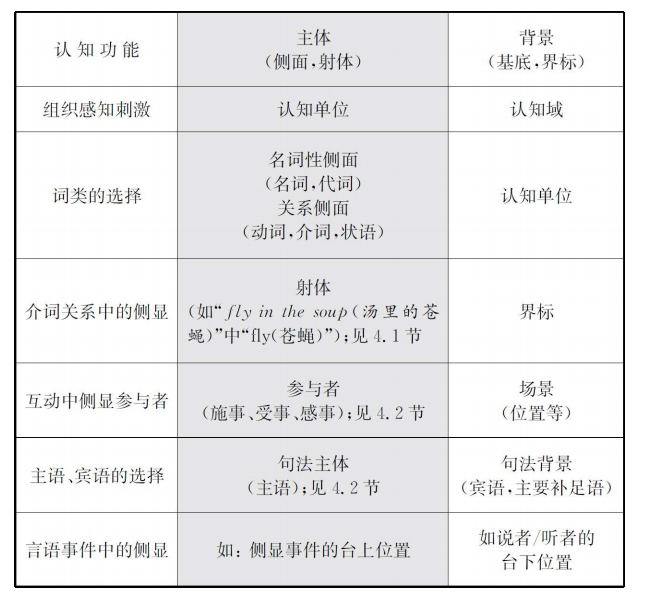 认知功能
主体
(侧面,射体)
背景
(基底,界标)
组织感知刺激
认知单位
认知域
词类的选择
名词性侧面
(名词,代词)
关系侧面
(动词,介词,状语)
认知单位
介词关系中的侧显
射体
(如“fly in the soup(汤里的苍
蝇)”中“fly(苍蝇)”);见 4.1 节
界标
互动中侧显参与者
参与者
(施事、受事、感事);见 4.2 节
场景
(位置等)
主语、宾语的选择
句法主体
(主语);见 4.2 节
句法背景
(宾语,主要补足语)
言语事件中的侧显
如: 侧显事件的台上位置
如说者/听者的
台下位置